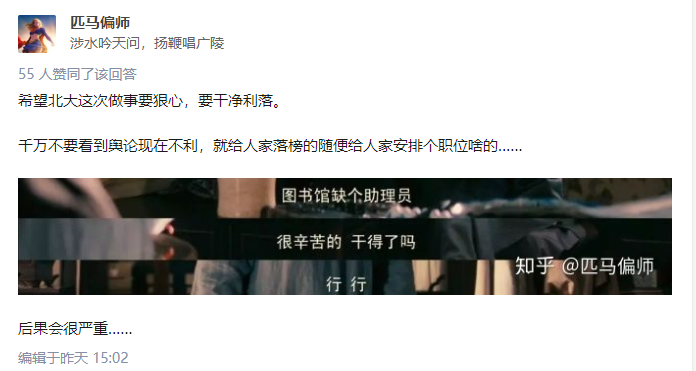 匹马偏师
涉水吟天问，扬鞭唱广陵
55 人赞同了该回答
希望北大这次做事要狠心，要干净利落。
千万不要看到舆论现在不利，就给人家落榜的随便给人家安排个职位啥的……
图书馆缺个助理员
很辛苦的 干得了吗
知乎 @匹马偏师
行 行
后果会很严重……
编辑于昨天 15:02